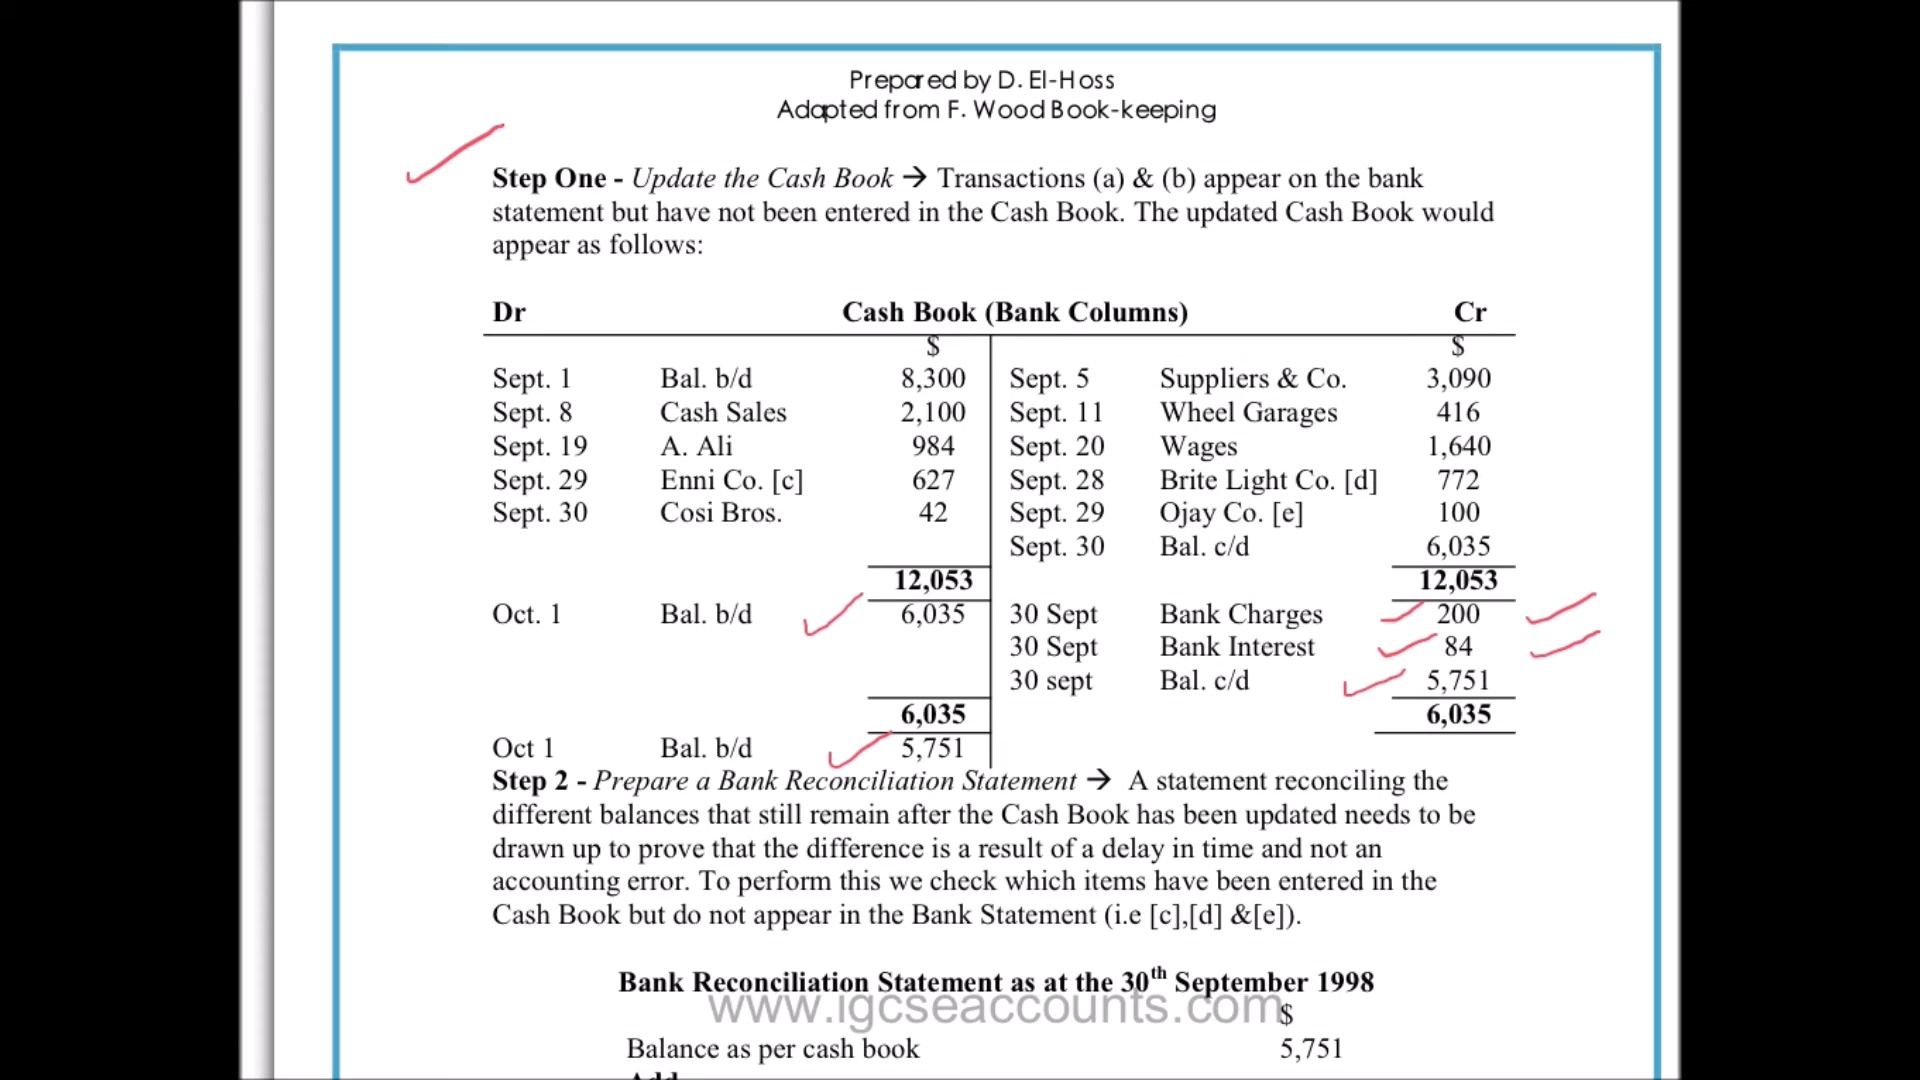 Prepared by D. El-Hoss
Adapted from F. Wood Book-keeping
Step One - Update the Cash Book → Transactions (a) & (b) appear on the bank
statement but have not been entered in the Cash Book. The updated Cash Book would
appear as follows:
Dr Cash Book (Bank Columns) Cr
$ $
Sept. 1 Bal. b/d 8,300 Sept. 5 Suppliers & Co. 3,090
Sept. 8 Cash Sales 2,100 Sept. 11 Wheel Garages 416
Sept. 19 A. Ali 984 Sept. 20 Wages 1,640
Sept. 29 Enni Co. [c] 627 Sept. 28 Brite Light Co. [d] 772
Sept. 30 Cosi Bros. 42 Sept. 29 Ojay Co. [e] 100
Sept. 30 Bal. c/d 6,035
12,053 12,053
Oct. 1 Bal. b/d 6,035 30 Sept Bank Charges 200
30 Sept Bank Interest 84
30 sept Bal. c/d 5,751
6,035 6,035
Oct 1 Bal. b/d 5,751
Step 2 - Prepare a Bank Reconciliation Statement → A statement reconciling the
different balances that still remain after the Cash Book has been updated needs to be
drawn up to prove that the difference is a result of a delay in time and not an
accounting error. To perform this we check which items have been entered in the
Cash Book but do not appear in the Bank Statement (i.e [c],[d] &[e]).
Bank Reconciliation Statement as at the 30th September 1998
www.igcseaccounts.com
$
Balance as per cash book 5,751